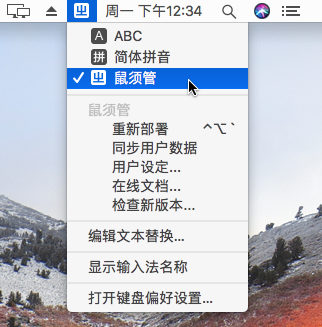 㞢 周一 下午12:34
A ABC
拼 简体拼音
✓ 㞢 鼠须管
鼠须管
重新部署 ^⌥`
同步用户数据
用户设定...
在线文档...
检查新版本...
编辑文本替换...
显示输入法名称
打开键盘偏好设置...